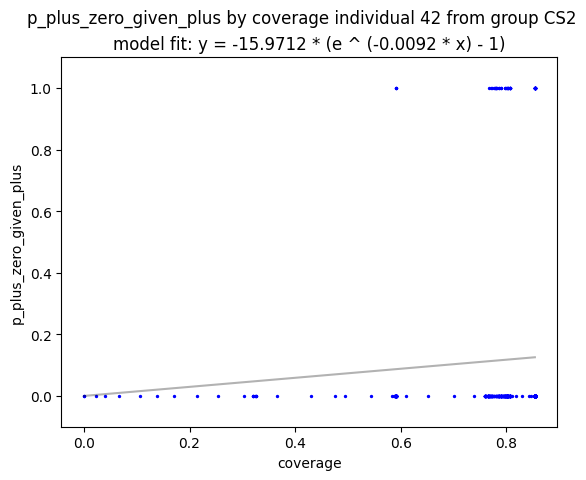 p_plus_zero_given_plus by coverage individual 42 from group CS2
model fit: y = -15.9712 * (e ^ (-0.0092 * x) - 1)
1.0
0.8
0.6
0.4
0.2
0.0
p_plus_zero_given_plus
0.0 0.2 0.4 0.6 0.8
coverage